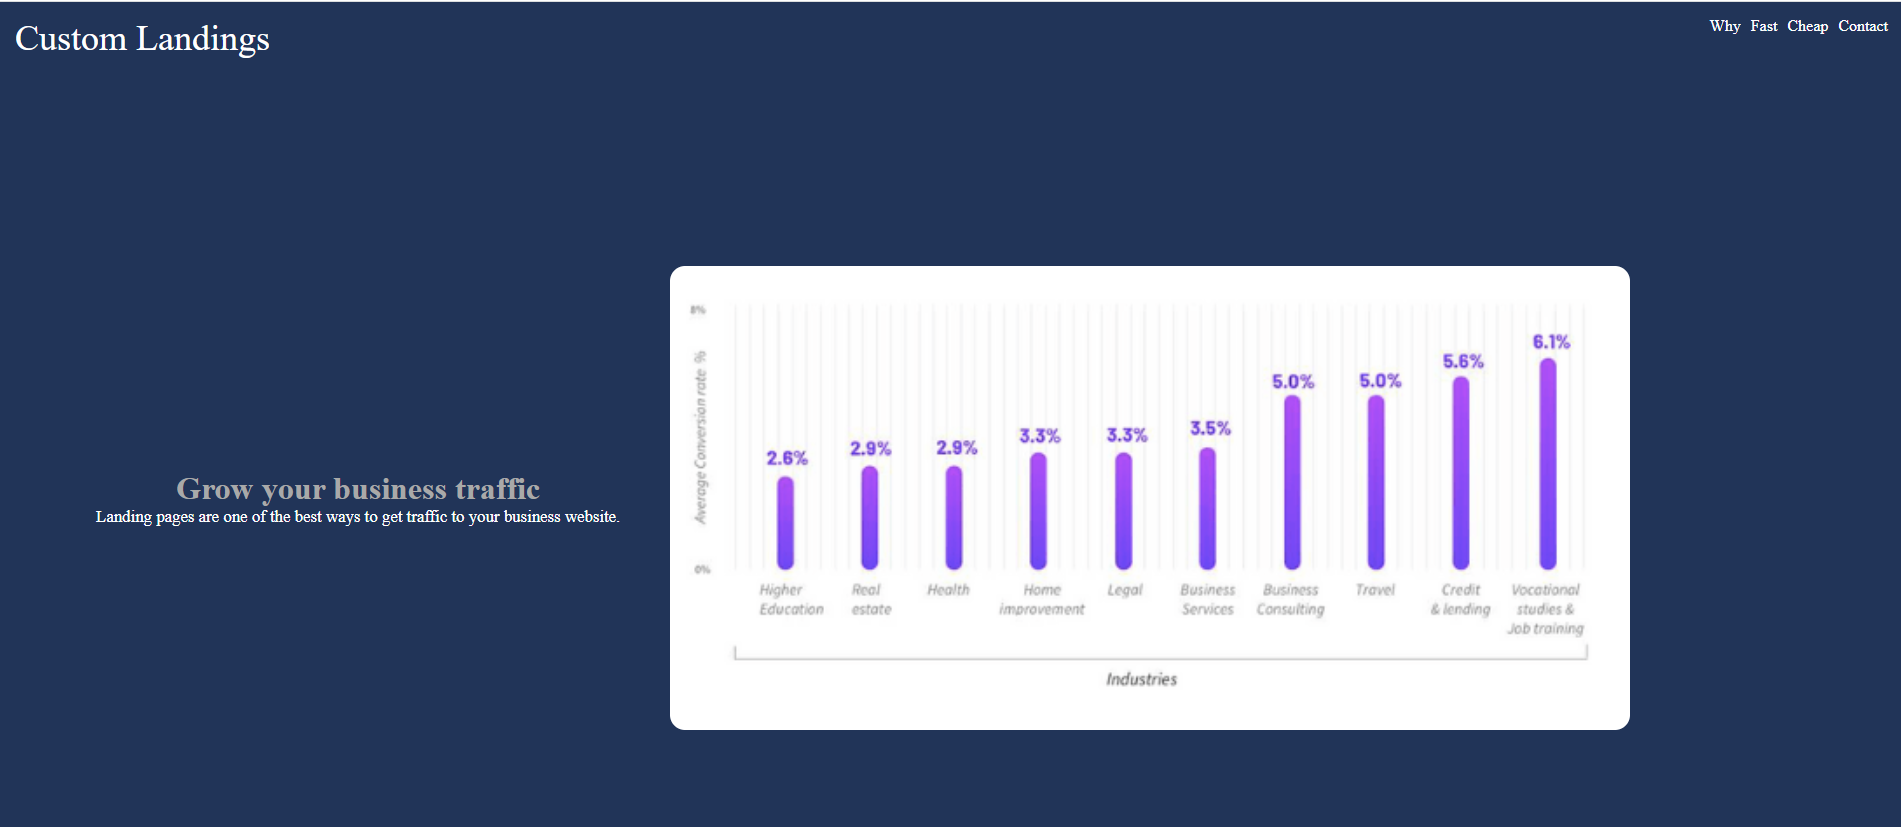 Custom Landings
Why Fast Cheap Contact
Grow your business traffic
Landing pages are one of the best ways to get traffic to your business website.
8%
Average Conversion rate %
0%
2.6%
2.9%
2.9%
3.3%
3.3%
3.5%
5.0%
5.0%
5.6%
6.1%
Higher
Education
Real
estate
Health
Home
improvement
Legal
Business
Services
Business
Consulting
Travel
Credit
& lending
Vocational
studies &
Job training
Industries